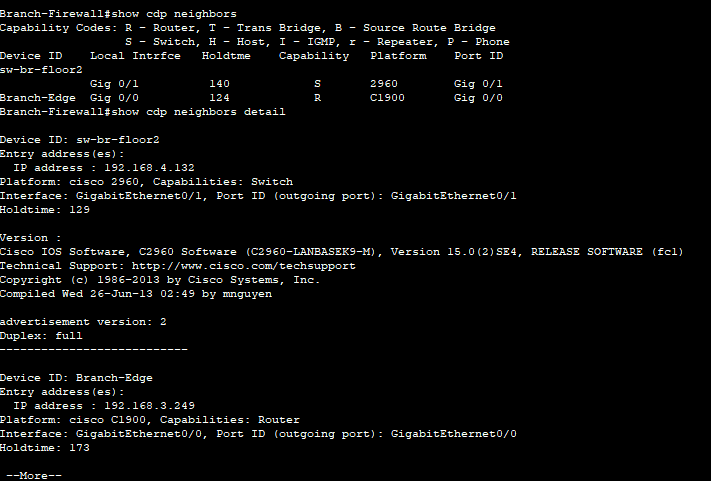 Branch-Firewall#show cdp neighbors
Capability Codes: R - Router, T - Trans Bridge, B - Source Route Bridge
                  S - Switch, H - Host, I - IGMP, r - Repeater, P - Phone
Device ID    Local Intrfce   Holdtme    Capability   Platform    Port ID
sw-br-floor2
             Gig 0/1          140            S       2960        Gig 0/1
Branch-Edge  Gig 0/0          124            R       C1900       Gig 0/0
Branch-Firewall#show cdp neighbors detail

Device ID: sw-br-floor2
Entry address(es):
  IP address : 192.168.4.132
Platform: cisco 2960, Capabilities: Switch
Interface: GigabitEthernet0/1, Port ID (outgoing port): GigabitEthernet0/1
Holdtime: 129

Version :
Cisco IOS Software, C2960 Software (C2960-LANBASEK9-M), Version 15.0(2)SE4, RELEASE SOFTWARE (fc1)
Technical Support: http://www.cisco.com/techsupport
Copyright (c) 1986-2013 by Cisco Systems, Inc.
Compiled Wed 26-Jun-13 02:49 by mnguyen

advertisement version: 2
Duplex: full
---------------------------

Device ID: Branch-Edge
Entry address(es):
  IP address : 192.168.3.249
Platform: cisco C1900, Capabilities: Router
Interface: GigabitEthernet0/0, Port ID (outgoing port): GigabitEthernet0/0
Holdtime: 173

 --More--